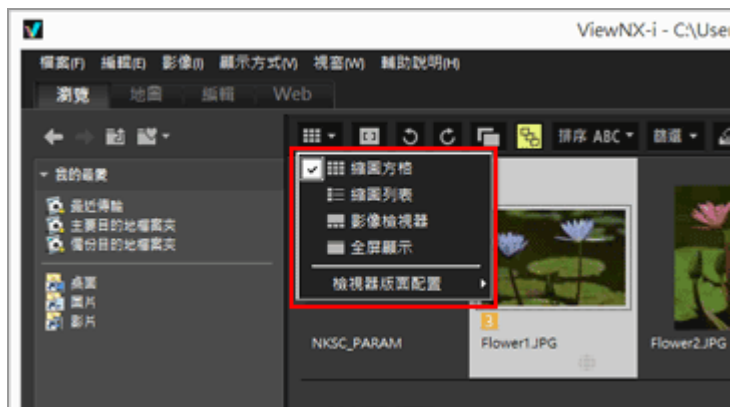 ViewNX-i - C:\User
檔案(F) 編輯(E) 影像(I) 顯示方式(V) 視窗(W) 輔助說明(H)
瀏覽 地圖 編輯 Web
排序 ABC 篩選
我的最愛
最近傳輸
主要目的地檔案夾
備份目的地檔案夾
桌面
圖片
影片
縮圖方格
縮圖列表
影像檢視器
全屏顯示
檢視器版面配置
3
NKSC_PARAM Flower1.JPG Flower2.JPG